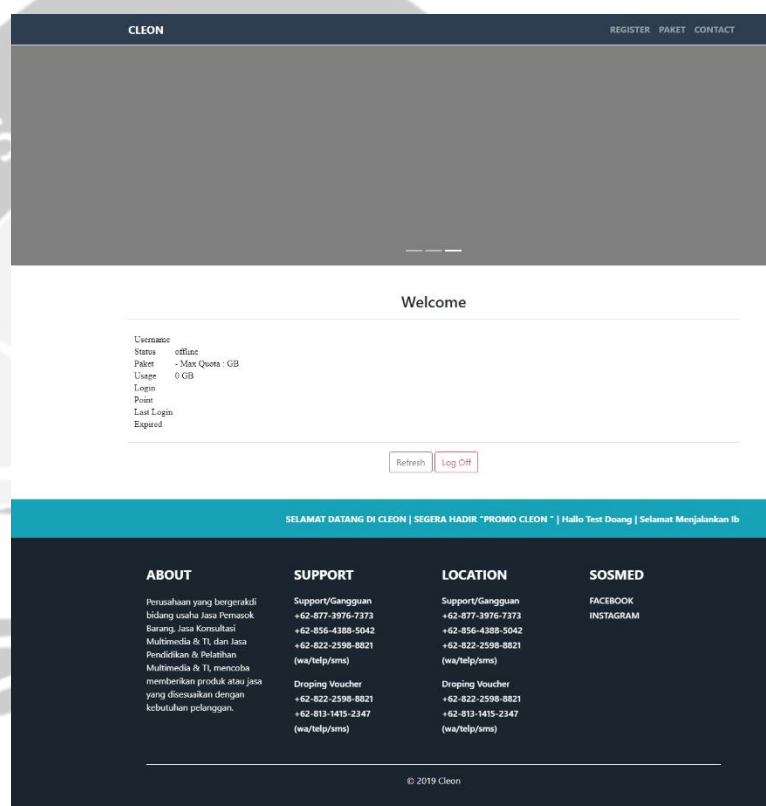 CLEON
REGISTER PAKET CONTACT
Welcome
Username
Status offline
Paket - Max Quota : GB
Usage 0 GB
Login
Point
Last Login
Expired
Refresh Log Off
SELAMAT DATANG DI CLEON | SEGERA HADIR "PROMO CLEON " | Hallo Test Doang | Selamat Menjalankan Ib
ABOUT
Perusahaan yang bergerakdi
bidang usaha Jasa Pemasok
Barang, Jasa Konsultasi
Multimedia & TI, dan Jasa
Pendidikan & Pelatihan
Multimedia & TI, mencoba
memberikan produk atau jasa
yang disesuaikan dengan
kebutuhan pelanggan.
SUPPORT
Support/Gangguan
+62-877-3976-7373
+62-856-4388-5042
+62-822-2598-8821
(wa/telp/sms)
Droping Voucher
+62-822-2598-8821
+62-813-1415-2347
(wa/telp/sms)
LOCATION
Support/Gangguan
+62-877-3976-7373
+62-856-4388-5042
+62-822-2598-8821
(wa/telp/sms)
Droping Voucher
+62-822-2598-8821
+62-813-1415-2347
(wa/telp/sms)
SOSMED
FACEBOOK
INSTAGRAM
© 2019 Cleon